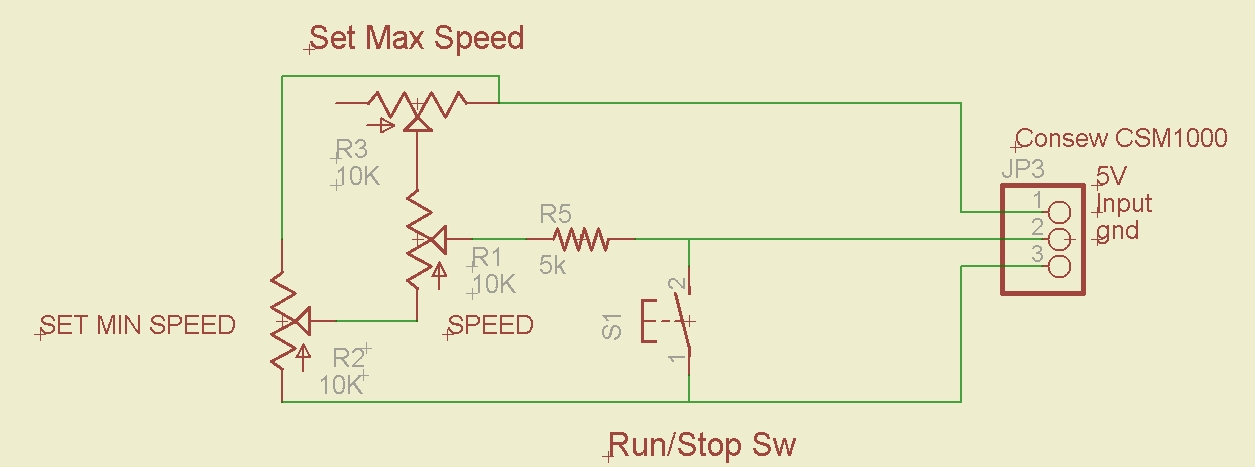 Set Max Speed
R3
10K
Consew CSM1000
JP3
5V
1
Input
2
gnd
3
R5
5k
R1
10K
SPEED
SET MIN SPEED
R2
10K
S1
2
1
Run/Stop Sw